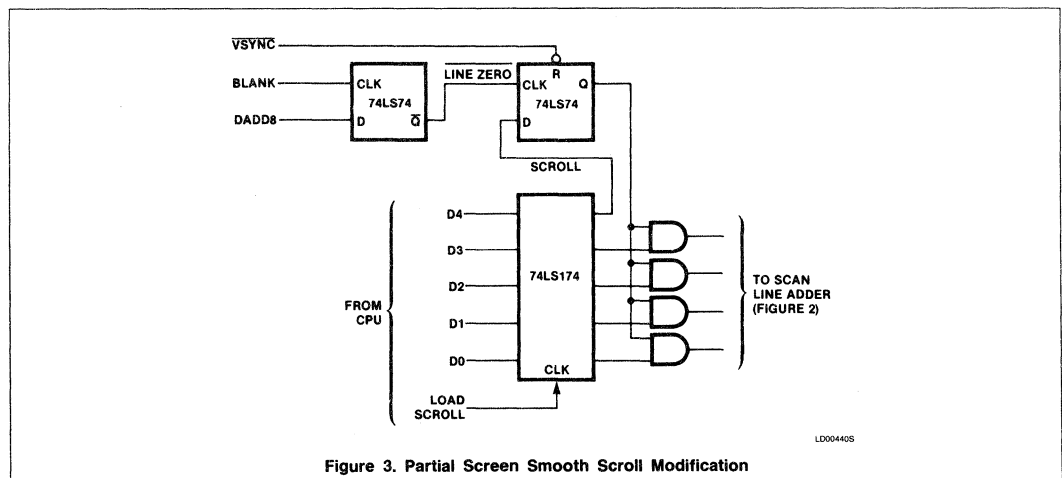 VSYNC
BLANK
DADD8
CLK
74LS74
D
Q
LINE ZERO
R
CLK
Q
74LS74
D
SCROLL
D4
D3
D2
D1
D0
74LS174
CLK
FROM
CPU
LOAD
SCROLL
TO SCAN
LINE ADDER
(FIGURE 2)
LD00440S
Figure 3. Partial Screen Smooth Scroll Modification